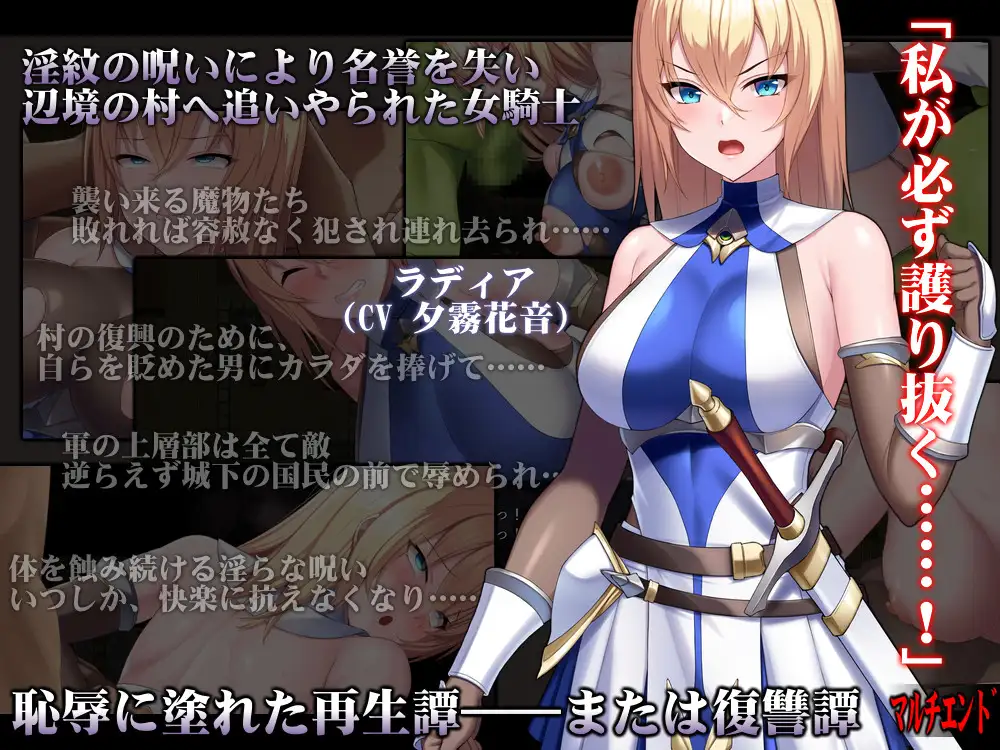 淫紋の呪いにより名誉を失い
辺境の村へ追いやられた女騎士
「私が必ず護り抜く……！」
襲い来る魔物たち
敗れれば容赦なく犯され連れ去られ……
ラディア
（CV 夕霧花音）
村の復興のために、
自らを貶めた男にカラダを捧げて……
軍の上層部は全て敵
逆らえず城下の国民の前で辱められ…
っ！
っ
体を蝕み続ける淫らな呪い
いつしか、快楽に抗えなくなり……
恥辱に塗れた再生譚――または復讐譚
マルチエンド